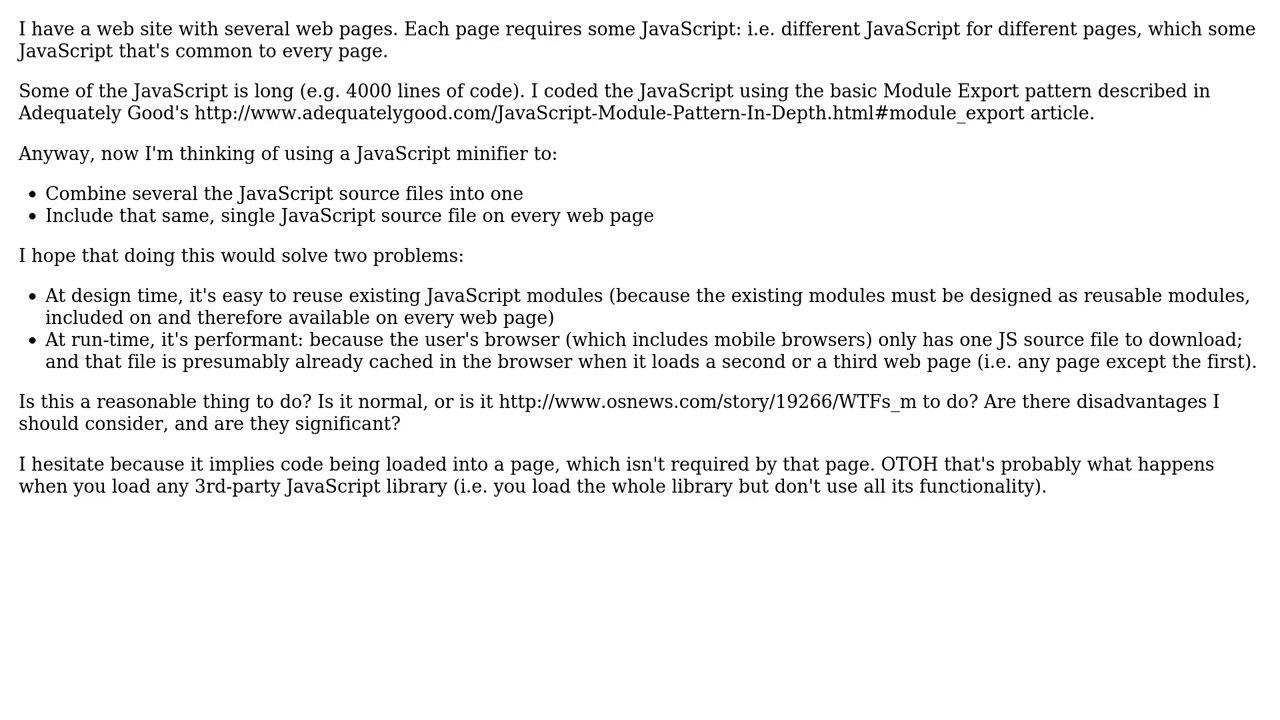 I have a web site with several web pages. Each page requires some JavaScript: i.e. different JavaScript for different pages, which some
JavaScript that's common to every page.
Some of the JavaScript is long (e.g. 4000 lines of code). I coded the JavaScript using the basic Module Export pattern described in
Adequately Good's http://www.adequatelygood.com/JavaScript-Module-Pattern-In-Depth.html#module_export article.
Anyway, now I'm thinking of using a JavaScript minifier to:
• Combine several the JavaScript source files into one
• Include that same, single JavaScript source file on every web page
I hope that doing this would solve two problems:
• At design time, it's easy to reuse existing JavaScript modules (because the existing modules must be designed as reusable modules,
included on and therefore available on every web page)
• At run-time, it's performant: because the user's browser (which includes mobile browsers) only has one JS source file to download;
and that file is presumably already cached in the browser when it loads a second or a third web page (i.e. any page except the first).
Is this a reasonable thing to do? Is it normal, or is it http://www.osnews.com/story/19266/WTFs_m to do? Are there disadvantages I
should consider, and are they significant?
I hesitate because it implies code being loaded into a page, which isn't required by that page. OTOH that's probably what happens
when you load any 3rd-party JavaScript library (i.e. you load the whole library but don't use all its functionality).